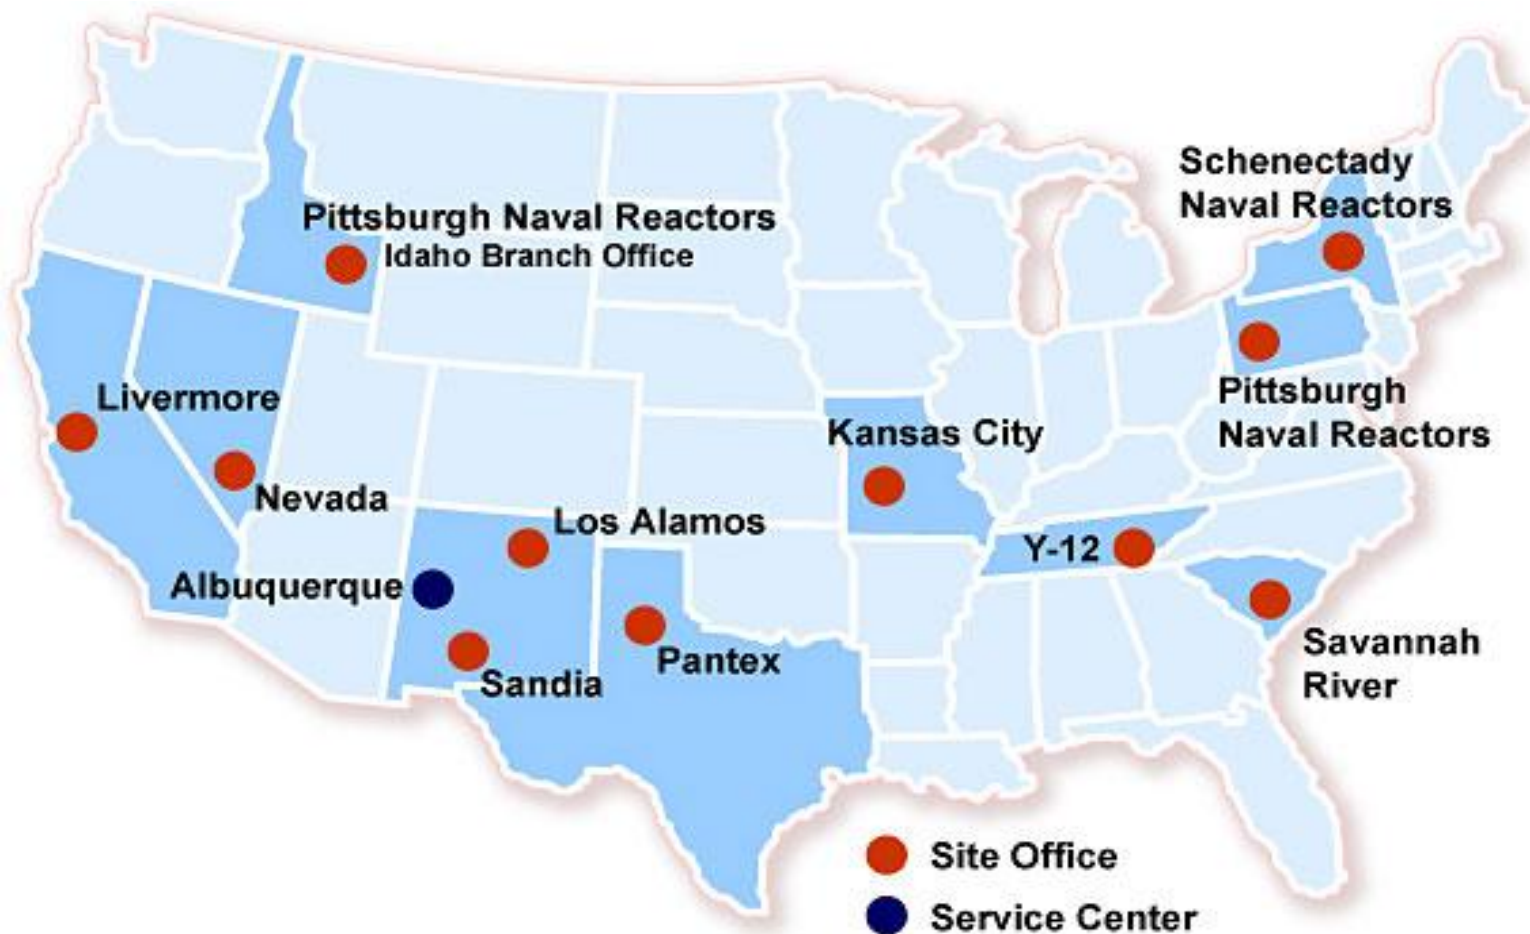 Schenectady
Naval Reactors
Pittsburgh Naval Reactors
Idaho Branch Office
Pittsburgh
Naval Reactors
Livermore
Kansas City
Nevada
Los Alamos
Y-12
Albuquerque
Savannah
River
Pantex
Sandia
Site Office
Service Center